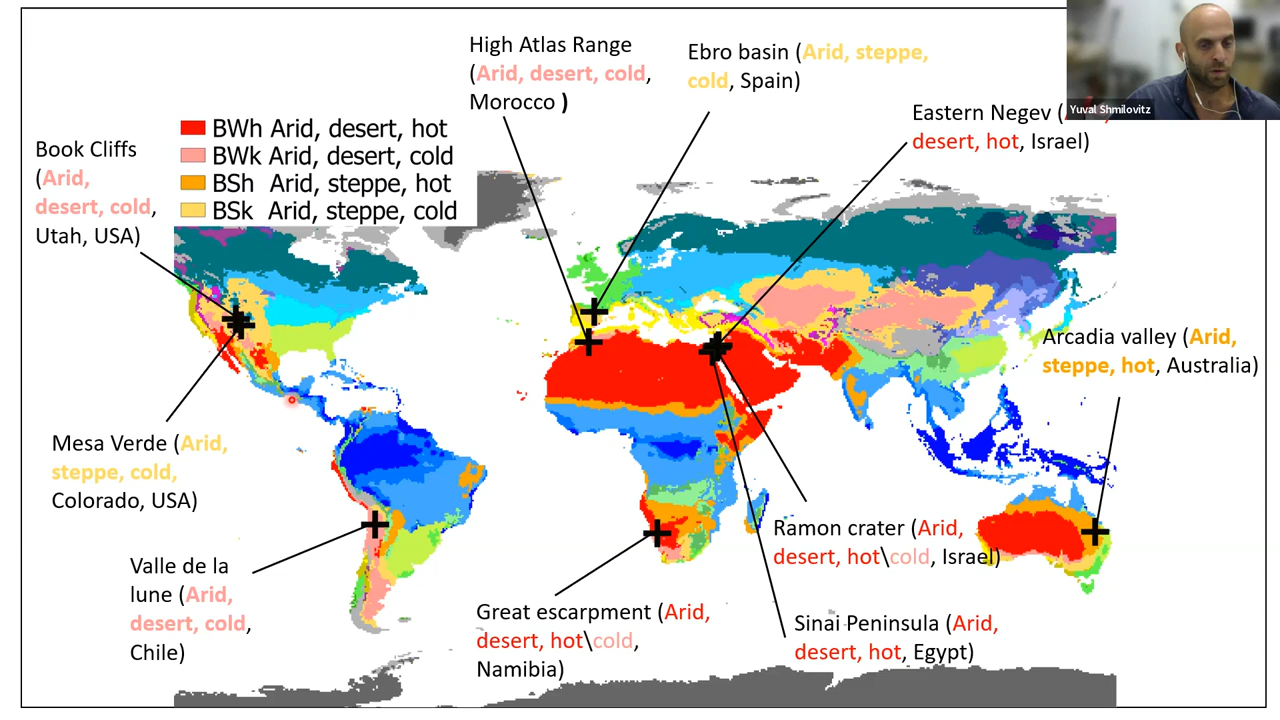 High Atlas Range
(Arid, desert, cold,
Morocco )
Ebro basin (Arid, steppe,
cold, Spain)
Yuval Shmilovitz
Eastern Negev (
desert, hot, Israel)
BWh Arid, desert, hot
BWk Arid, desert, cold
BSh Arid, steppe, hot
BSk Arid, steppe, cold
Book Cliffs
(Arid,
desert, cold,
Utah, USA)
Arcadia valley (Arid,
steppe, hot, Australia)
Mesa Verde (Arid,
steppe, cold,
Colorado, USA)
Ramon crater (Arid,
desert, hot\cold, Israel)
Valle de la
lune (Arid,
desert, cold,
Chile)
Great escarpment (Arid,
desert, hot\cold,
Namibia)
Sinai Peninsula (Arid,
desert, hot, Egypt)